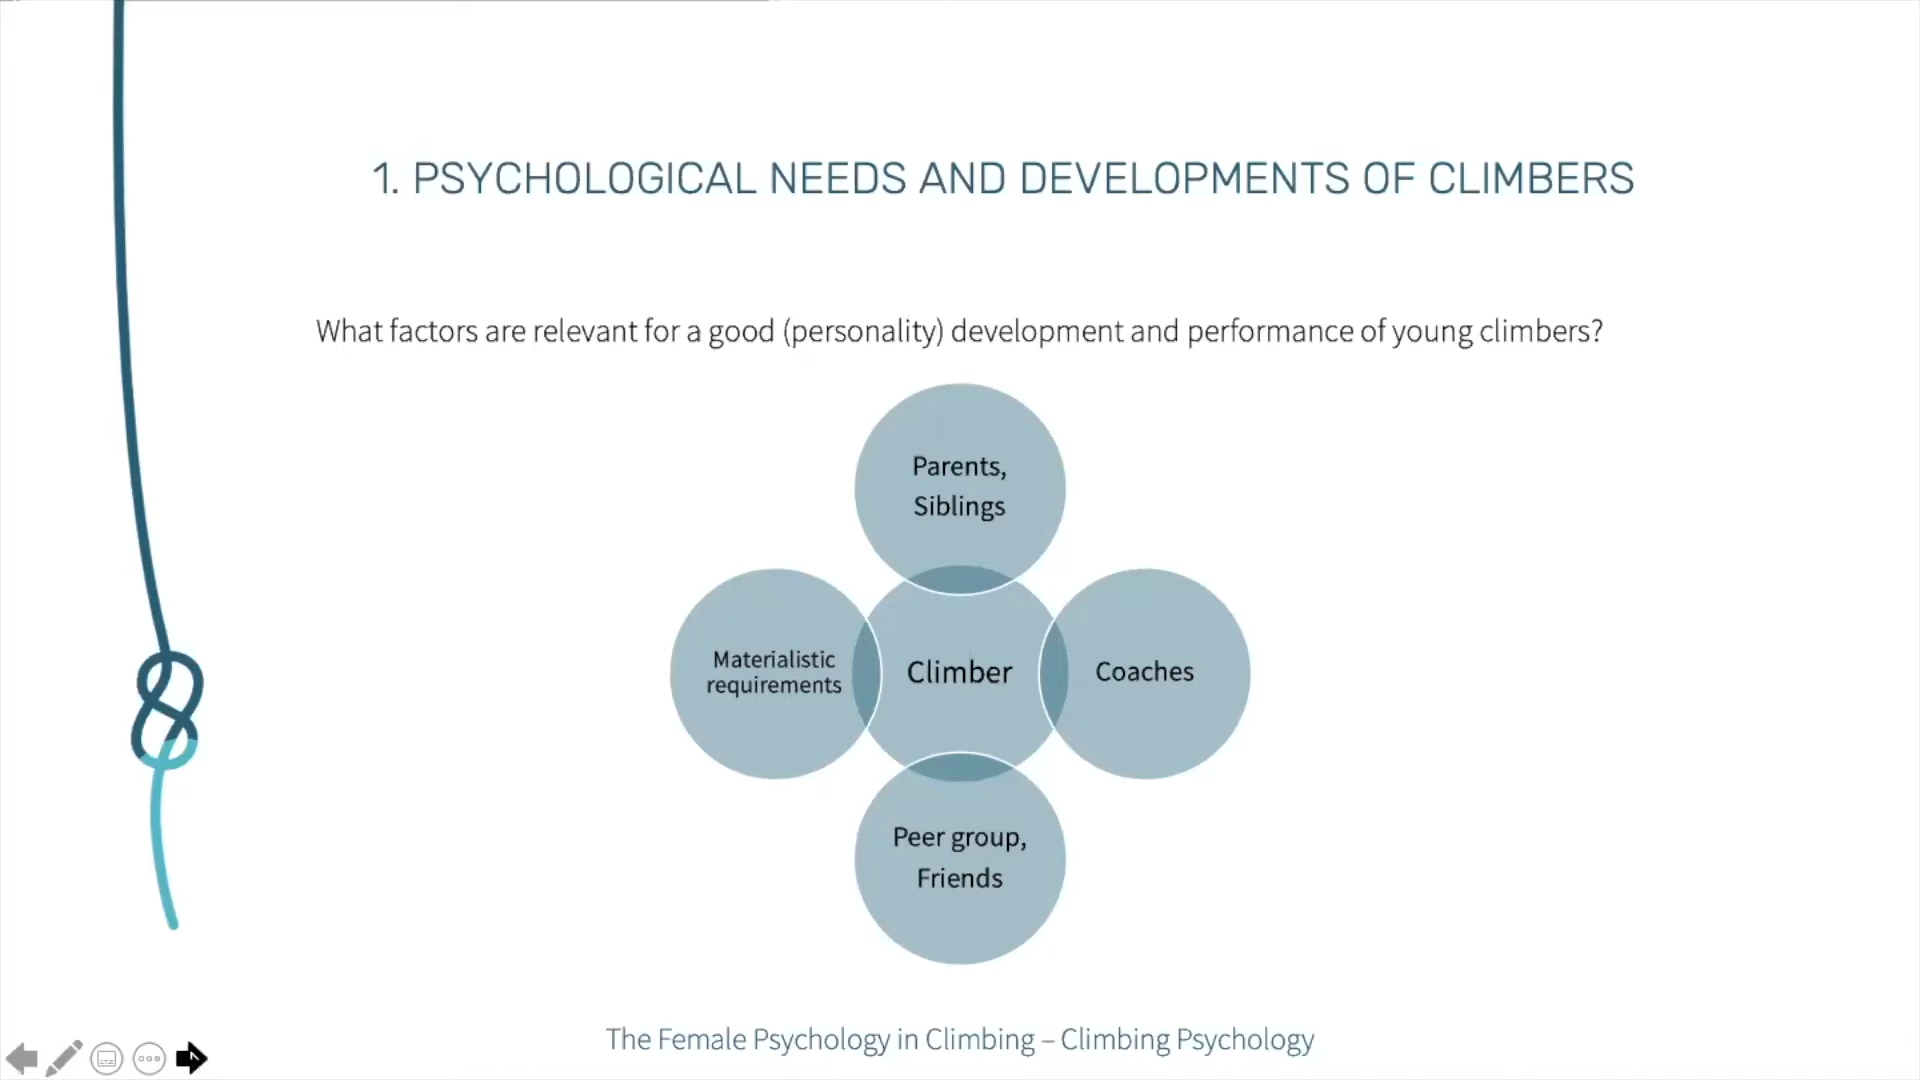 1. PSYCHOLOGICAL NEEDS AND DEVELOPMENTS OF CLIMBERS
What factors are relevant for a good (personality) development and performance of young climbers?
Parents,
Siblings
Materialistic
requirements
Climber
Coaches
Peer group,
Friends
The Female Psychology in Climbing – Climbing Psychology